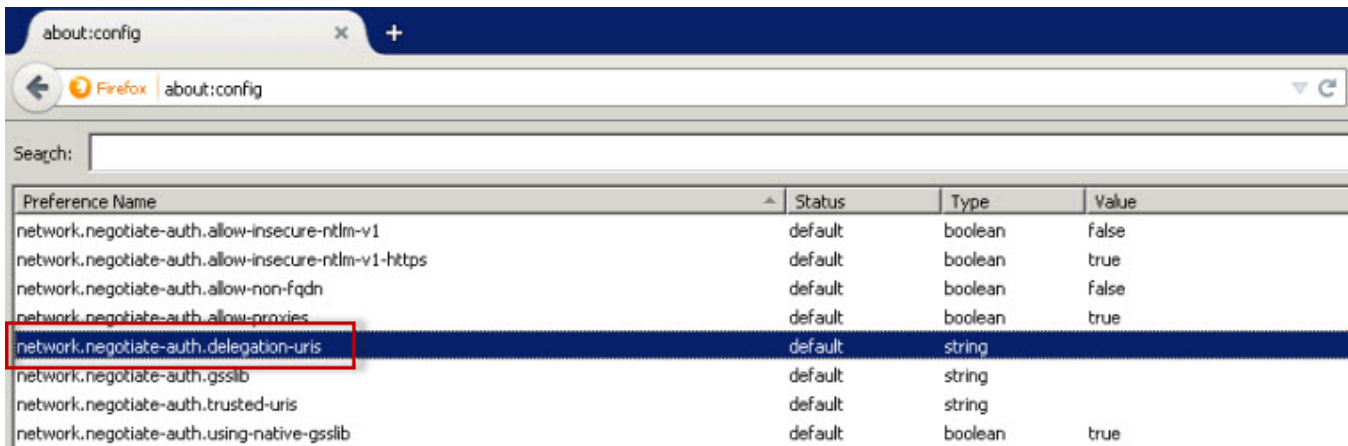 about:config
Firefox about:config
Search:
Preference Name Status Type Value
network.negotiate-auth.allow-insecure-ntlm-v1 default boolean false
network.negotiate-auth.allow-insecure-ntlm-v1-https default boolean true
network.negotiate-auth.allow-non-fqdn default boolean false
network.negotiate-auth.allow-proxies default boolean true
network.negotiate-auth.delegation-uris default string
network.negotiate-auth.gsslib default string
network.negotiate-auth.trusted-uris default string
network.negotiate-auth.using-native-gsslib default boolean true